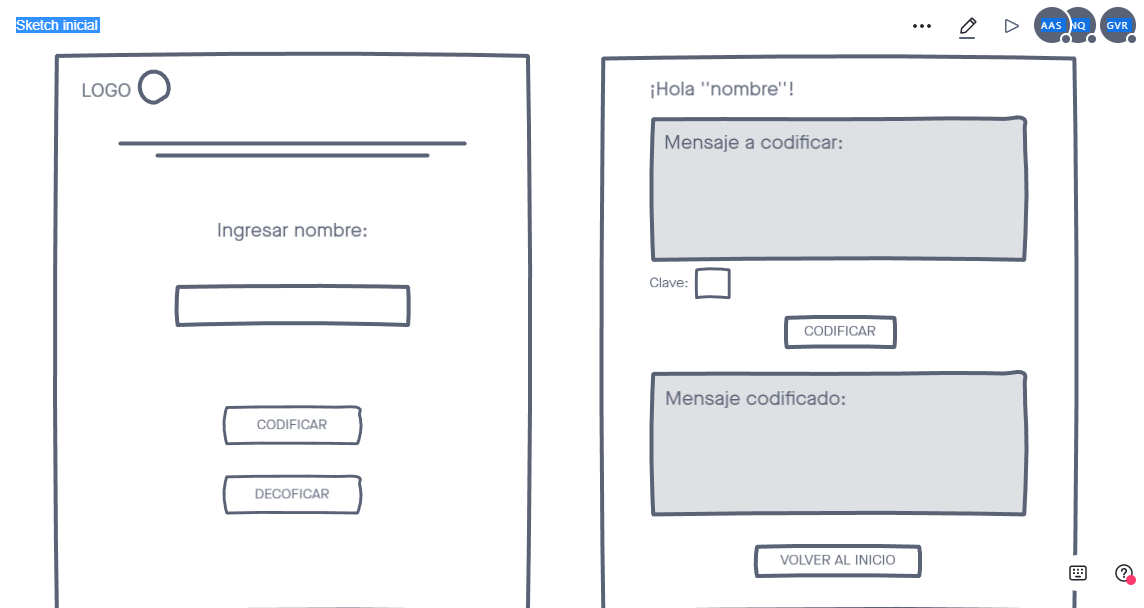 Sketch inicial
AAS
NQ
GVR
LOGO
Ingresar nombre:
CODIFICAR
DECOFICAR
¡Hola ''nombre''!
Mensaje a codificar:
Clave:
CODIFICAR
Mensaje codificado:
VOLVER AL INICIO